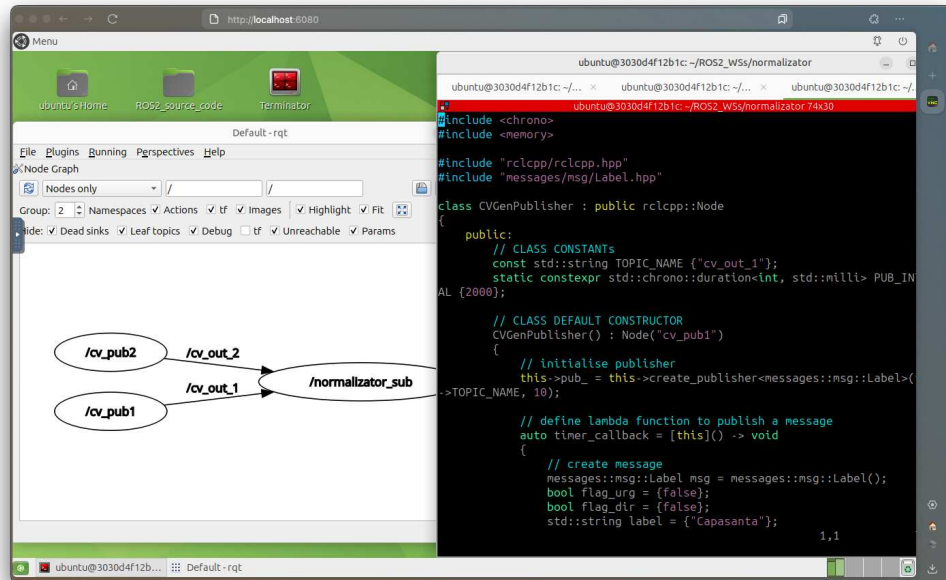 http://localhost:6080
Menu
ubuntu's Home
ROS2_source_code
Terminator
Default - rqt
File Plugins Running Perspectives Help
Node Graph
Nodes only
/
/
Group: 2 Namespaces Actions tf Images Highlight Fit
Hide: Dead sinks Leaf topics Debug tf Unreachable Params
/cv_pub2
/cv_out_2
/normalizator_sub
/cv_out_1
/cv_pub1
ubuntu@3030d4f12b1c: ~/ROS2_WSs/normalizator
ubuntu@3030d4f12b1c: ~/... ×
ubuntu@3030d4f12b1c: ~/... ×
ubuntu@3030d4f12b1c: ~/.
ubuntu@3030d4f12b1c: ~/ROS2_WSs/normalizator 74x30
#include <chrono>
#include <memory>
#include "rclcpp/rclcpp.hpp"
#include "messages/msg/Label.hpp"
class CVGenPublisher : public rclcpp::Node
{
public:
// CLASS CONSTANTs
const std::string TOPIC_NAME {"cv_out_1"};
static constexpr std::chrono::duration<int, std::milli> PUB_IN
AL {2000};
// CLASS DEFAULT CONSTRUCTOR
CVGenPublisher() : Node("cv_pub1")
{
// initialise publisher
this->pub_ = this->create_publisher<messages::msg::Label>(
->TOPIC_NAME, 10);
// define lambda function to publish a message
auto timer_callback = [this]() -> void
{
// create message
messages::msg::Label msg = messages::msg::Label();
bool flag_urg = {false};
bool flag_dir = {false};
std::string label = {"Capasanta"};
1,1
ubuntu@3030d4f12b...
Default - rqt